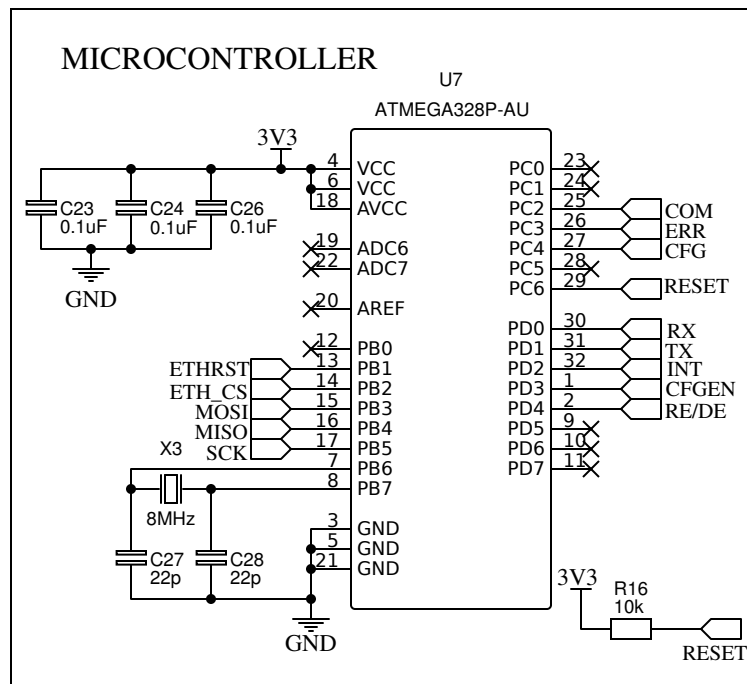 MICROCONTROLLER
U7
ATMEGA328P-AU
3V3
4 VCC
6 VCC
18 AVCC
C23
0.1uF
C24
0.1uF
C26
0.1uF
GND
19 ADC6
22 ADC7
20 AREF
12 PB0
ETHRST 13 PB1
ETH_CS 14 PB2
MOSI 15 PB3
MISO 16 PB4
SCK 17 PB5
7 PB6
8 PB7
X3
8MHz
C27
22p
C28
22p
3 GND
5 GND
21 GND
GND
PC0 23
PC1 24
PC2 25 COM
PC3 26 ERR
PC4 27 CFG
PC5 28
PC6 29 RESET
PD0 30 RX
PD1 31 TX
PD2 32 INT
PD3 1 CFGEN
PD4 2 RE/DE
PD5 9
PD6 10
PD7 11
3V3
R16
10k
RESET